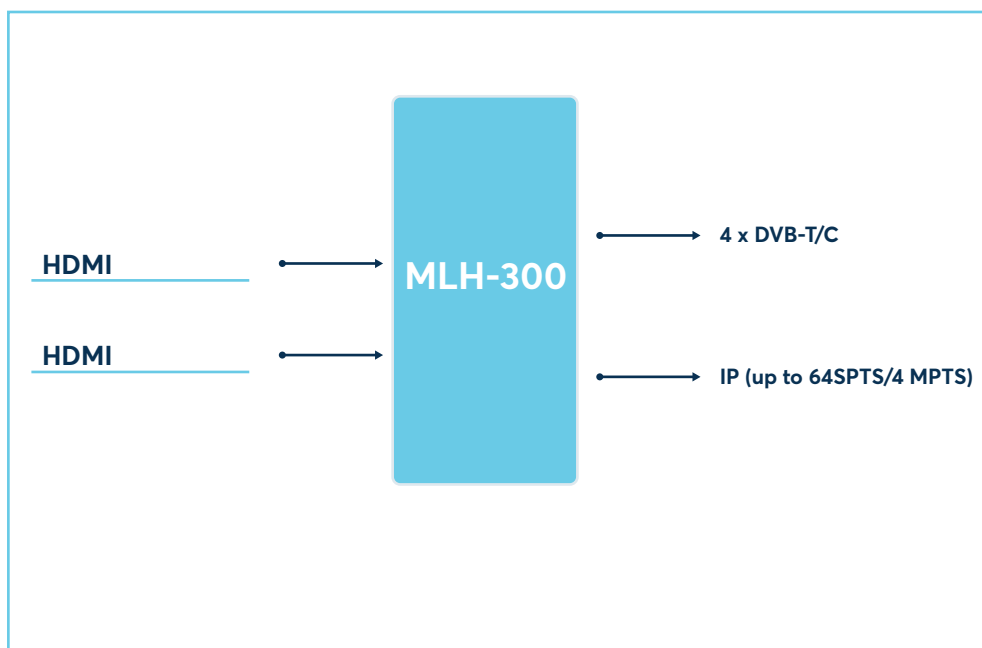 HDMI
HDMI
MLH-300
4 x DVB-T/C
IP (up to 64SPTS/4 MPTS)